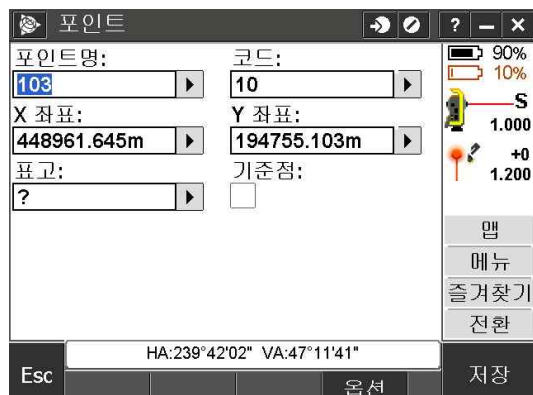 포인트
? – ×
포인트명:
코드:
103
10
X 좌표:
Y 좌표:
448961.645m
194755.103m
표고:
기준점:
?
90%
10%
S
1.000
+0
1.200
맵
메뉴
즐겨찾기
전환
HA:239°42'02" VA:47°11'41"
Esc
옵션
저장